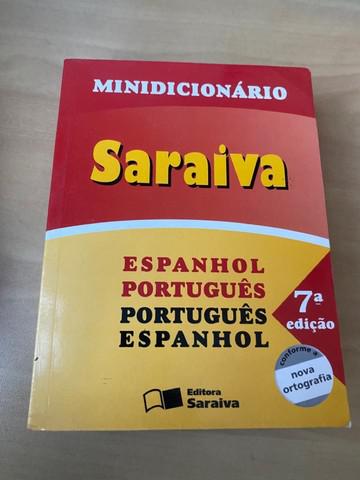 MINIDICIONÁRIO
Saraiva
ESPANHOL
PORTUGUÊS
PORTUGUÊS
ESPANHOL
7ª
edição
conforme a
nova
ortografia
Editora
Saraiva